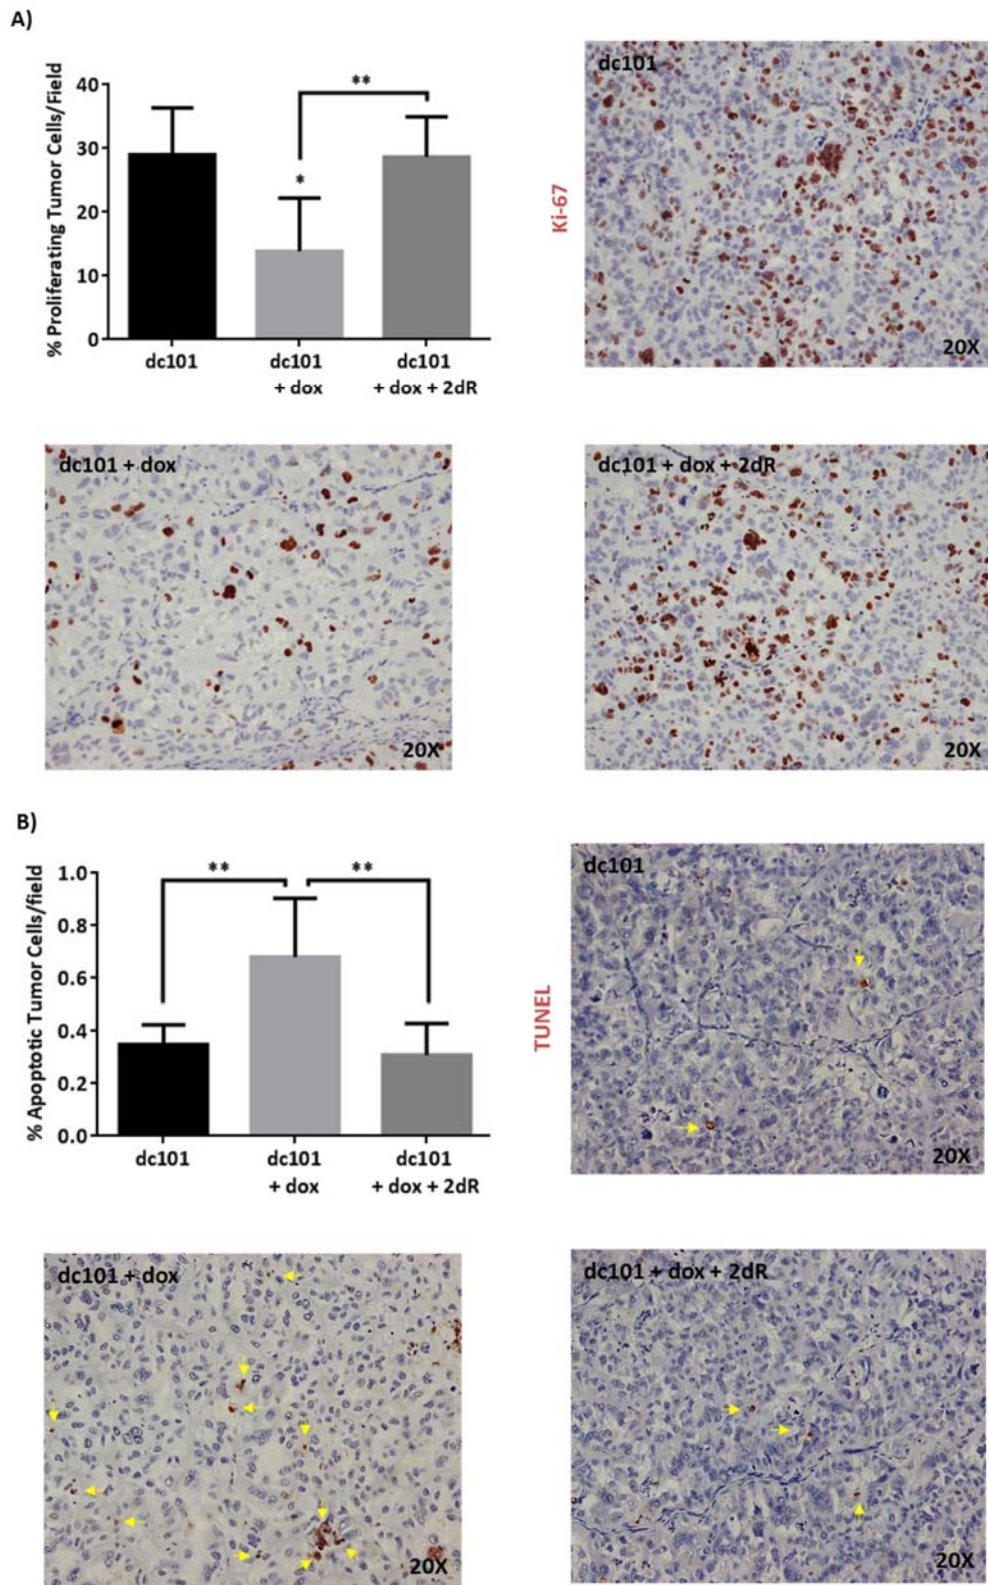 A)
% Proliferating Tumor Cells/Field
40
30
20
10
0
**
*
dc101
dc101
+ dox
dc101
+ dox + 2dR
Ki-67
dc101
20X
dc101 + dox
20X
dc101 + dox + 2dR
20X
B)
% Apoptotic Tumor Cells/field
1.0
0.8
0.6
0.4
0.2
0.0
**
**
dc101
dc101
+ dox
dc101
+ dox + 2dR
TUNEL
dc101
20X
dc101 + dox
20X
dc101 + dox + 2dR
20X